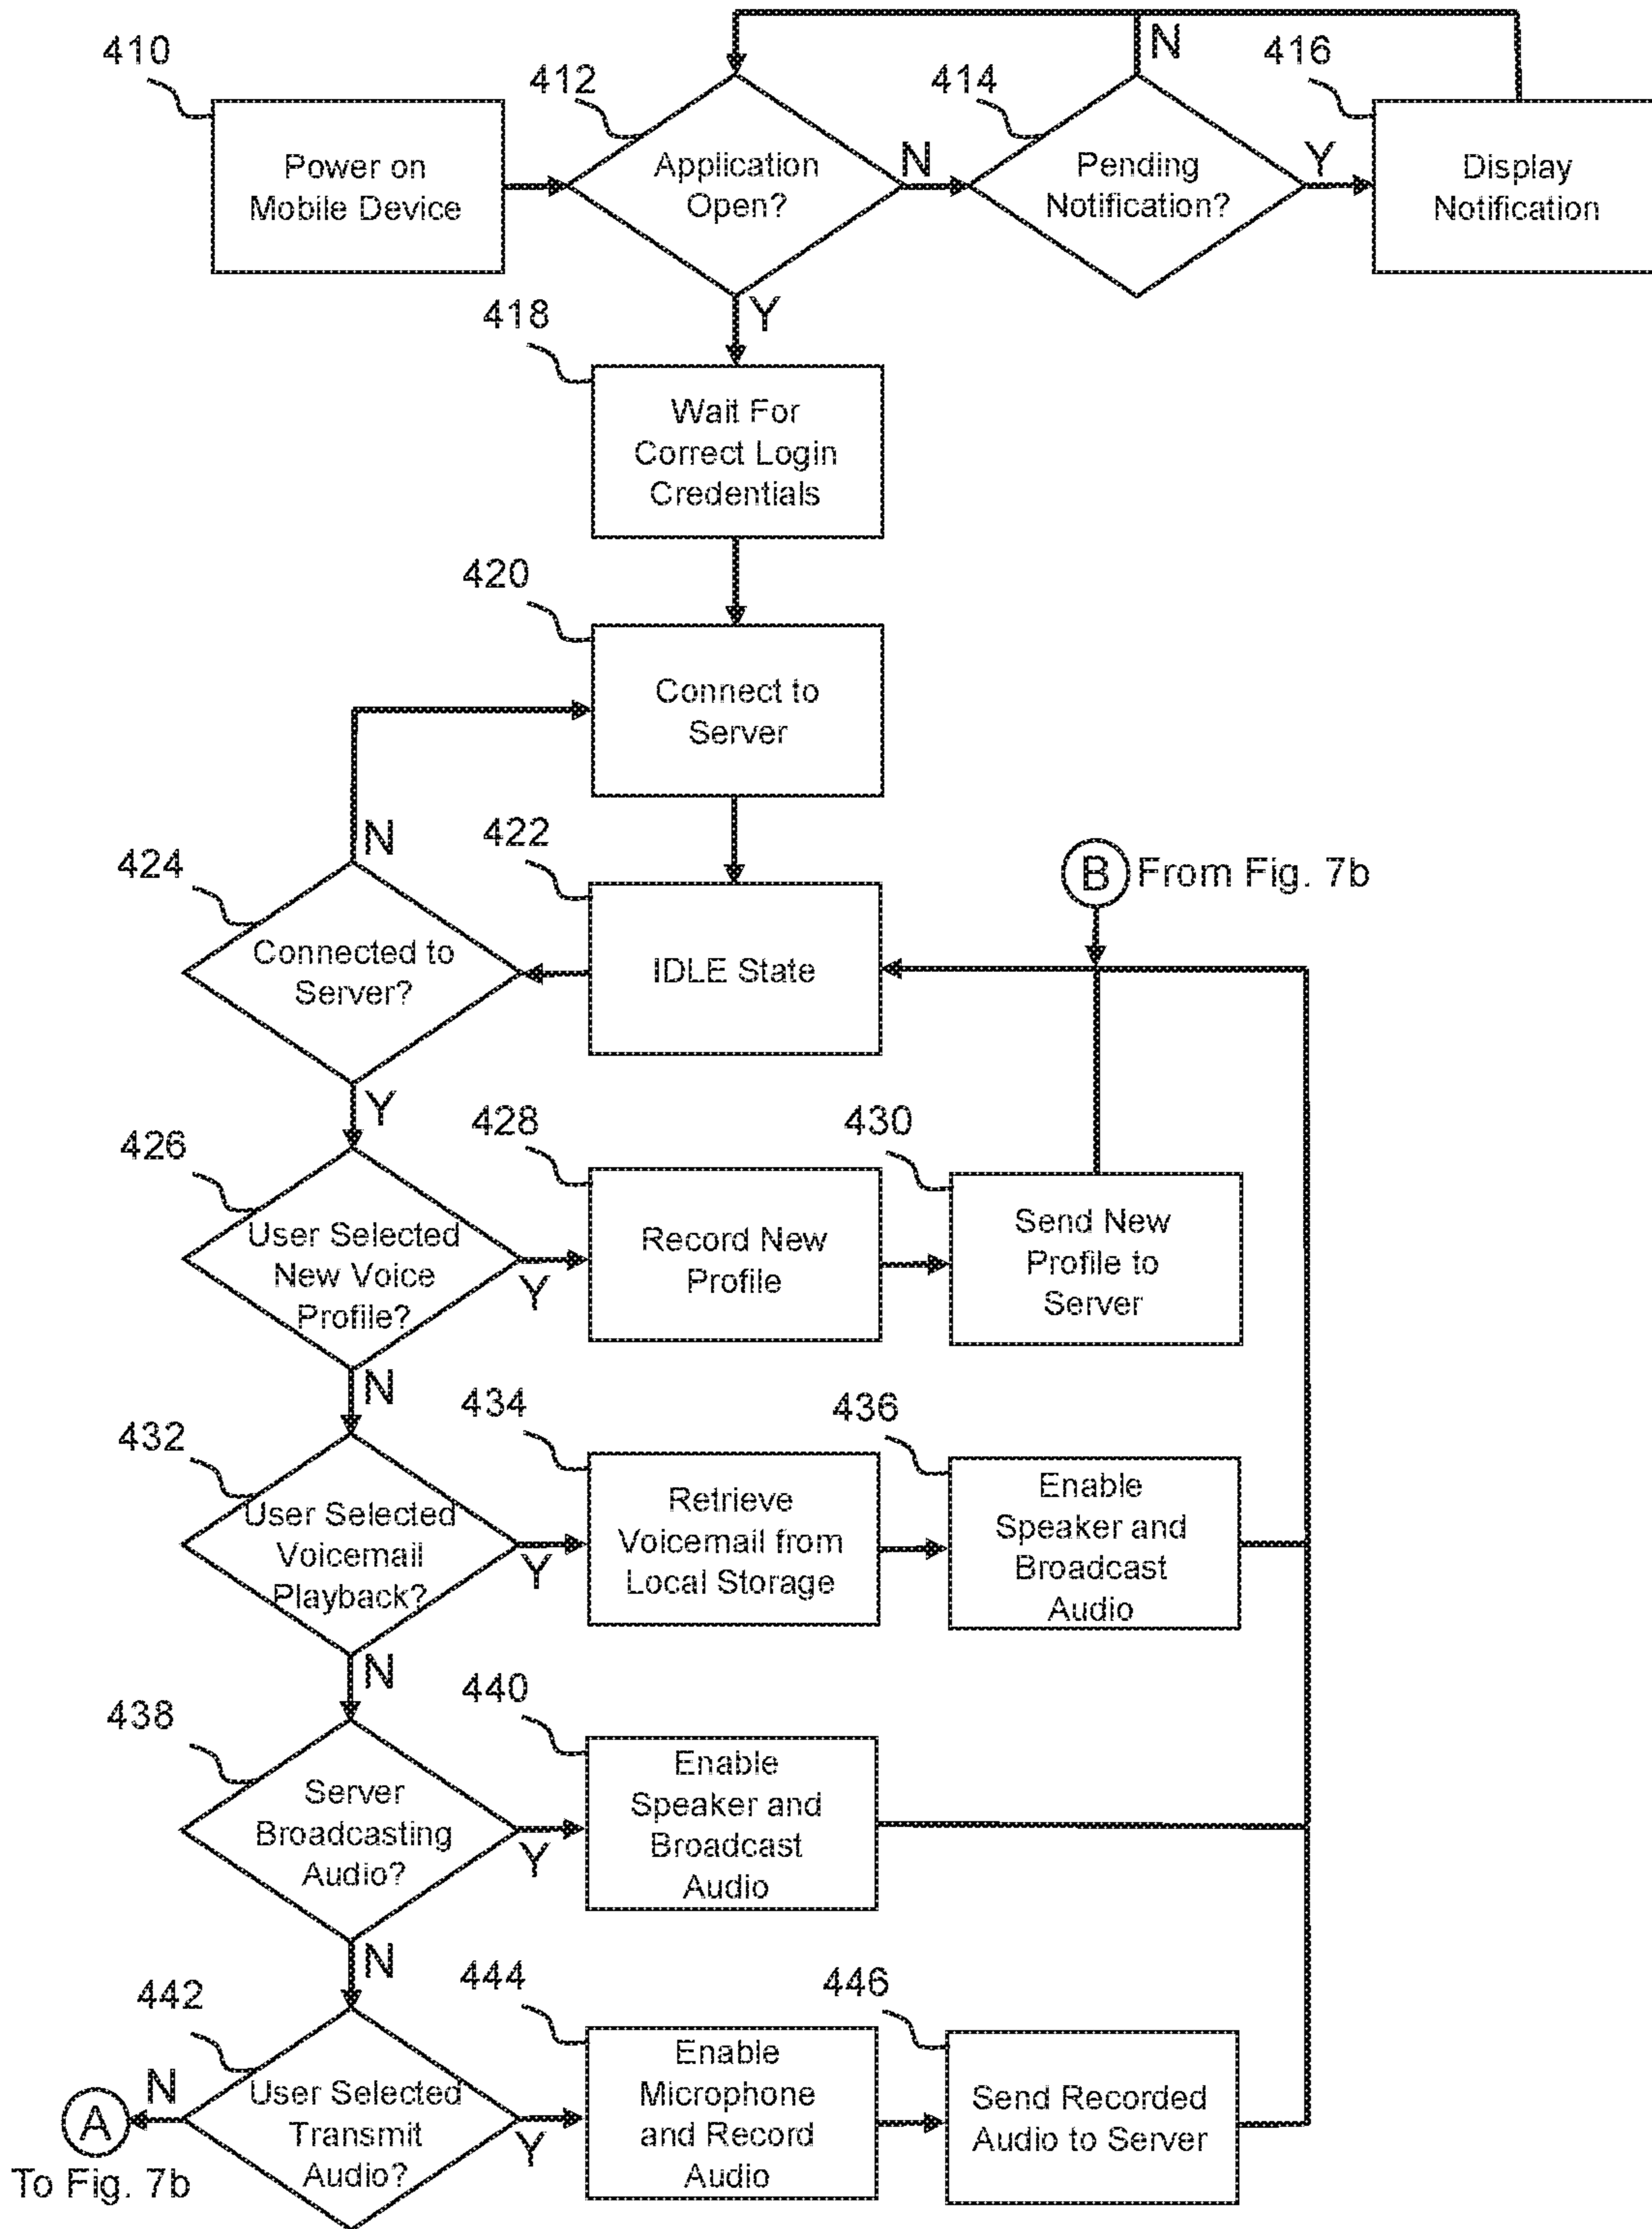 410
412
414
416
Power on
Mobile Device
Application
Open?
N
Pending
Notification?
N
Y
Display
Notification
Y
418
Wait For
Correct Login
Credentials
420
Connect to
Server
422
IDLE State
424
N
Connected to
Server?
Y
B From Fig. 7b
426
User Selected
New Voice
Profile?
Y
N
428
Record New
Profile
430
Send New
Profile to
Server
432
User Selected
Voicemail
Playback?
Y
N
434
Retrieve
Voicemail from
Local Storage
436
Enable
Speaker and
Broadcast
Audio
438
Server
Broadcasting
Audio?
Y
N
440
Enable
Speaker and
Broadcast
Audio
442
User Selected
Transmit
Audio?
N
Y
A
To Fig. 7b
444
Enable
Microphone
and Record
Audio
446
Send Recorded
Audio to Server